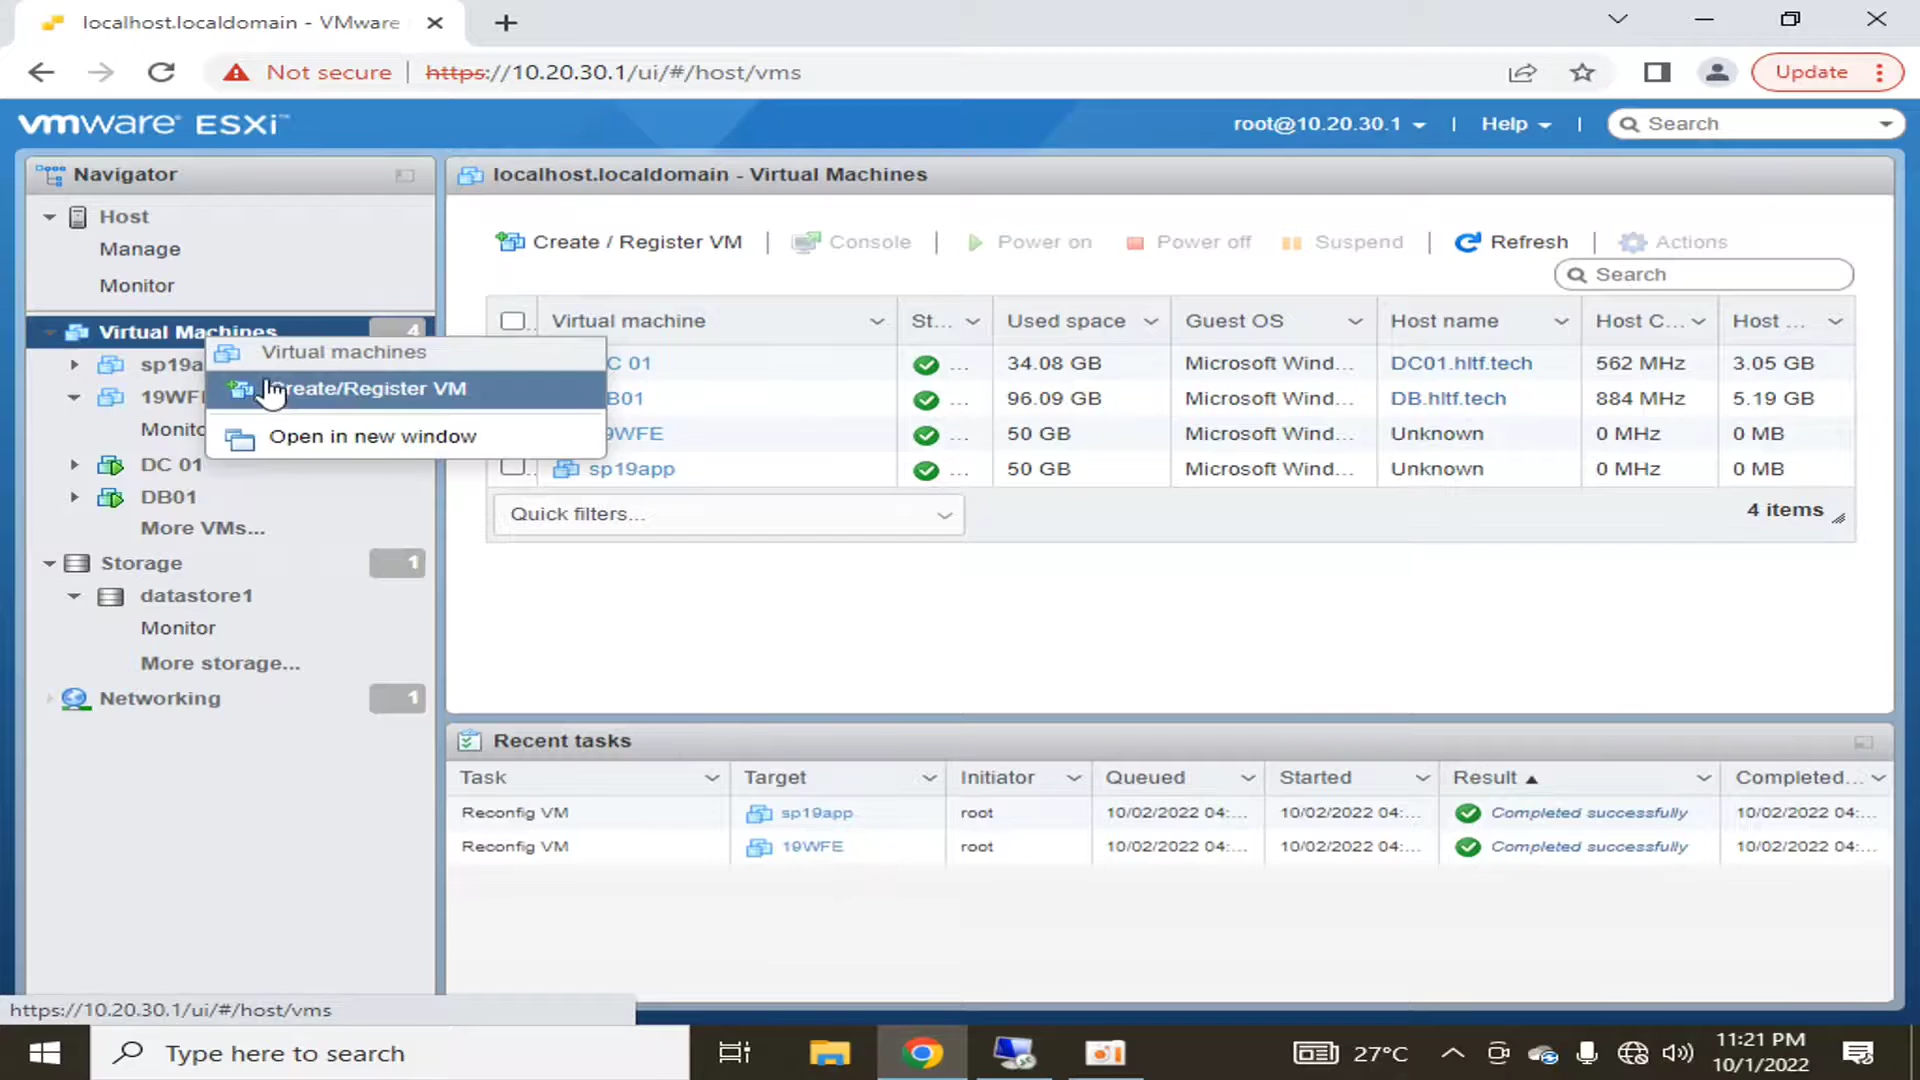 localhost.localdomain - VMware
Not secure | https://10.20.30.1/ui/#/host/vms
Update
vmware ESXi™
root@10.20.30.1 | Help | Search
Navigator
Host
Manage
Monitor
Virtual Machines 4
sp19a
19WF
Monito
DC 01
DB01
More VMs...
Storage 1
datastore1
Monitor
More storage...
Networking 1
Virtual machines
Create/Register VM
Open in new window
localhost.localdomain - Virtual Machines
Create / Register VM | Console | Power on Power off Suspend | Refresh | Actions
Search
Virtual machine St... Used space Guest OS Host name Host C... Host ...
C 01 ... 34.08 GB Microsoft Wind... DC01.hltf.tech 562 MHz 3.05 GB
B01 ... 96.09 GB Microsoft Wind... DB.hltf.tech 884 MHz 5.19 GB
9WFE ... 50 GB Microsoft Wind... Unknown 0 MHz 0 MB
sp19app ... 50 GB Microsoft Wind... Unknown 0 MHz 0 MB
Quick filters... 4 items
Recent tasks
Task Target Initiator Queued Started Result ▲ Completed...
Reconfig VM sp19app root 10/02/2022 04:... 10/02/2022 04:... Completed successfully 10/02/2022 04:...
Reconfig VM 19WFE root 10/02/2022 04:... 10/02/2022 04:... Completed successfully 10/02/2022 04:...
https://10.20.30.1/ui/#/host/vms
Type here to search
27°C
11:21 PM
10/1/2022